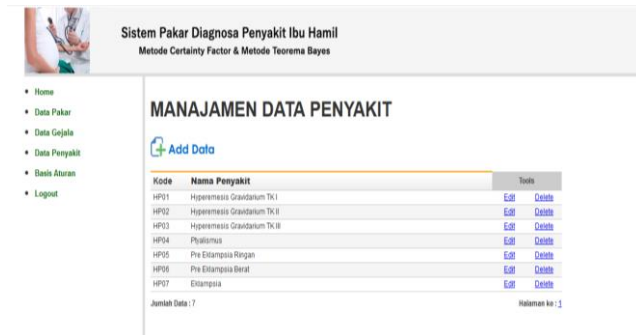 Sistem Pakar Diagnosa Penyakit Ibu Hamil
Metode Certainty Factor & Metode Teorema Bayes
Home
Data Pakar
Data Gejala
Data Penyakit
Basis Aturan
Logout
MANAJAMEN DATA PENYAKIT
Add Data
Kode Nama Penyakit Tools
HP01 Hyperemesis Gravidarium TK I Edit Delete
HP02 Hyperemesis Gravidarium TK II Edit Delete
HP03 Hyperemesis Gravidarium TK III Edit Delete
HP04 Ptyalismus Edit Delete
HP05 Pre Eklampsia Ringan Edit Delete
HP06 Pre Eklampsia Berat Edit Delete
HP07 Eklampsia Edit Delete
Jumlah Data : 7 Halaman ke : 1